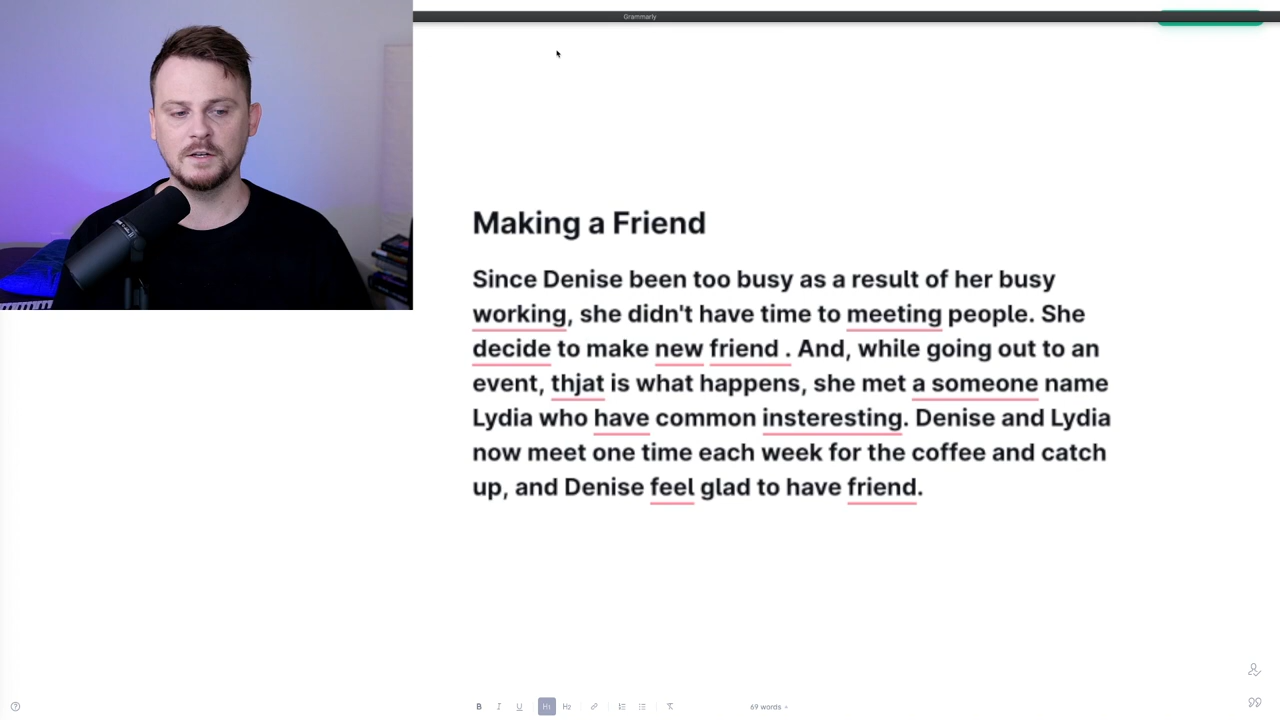 Grammarly
Making a Friend
Since Denise been too busy as a result of her busy
working, she didn't have time to meeting people. She
decide to make new friend . And, while going out to an
event, thjat is what happens, she met a someone name
Lydia who have common insteresting. Denise and Lydia
now meet one time each week for the coffee and catch
up, and Denise feel glad to have friend.
B I U H1 H2
69 words